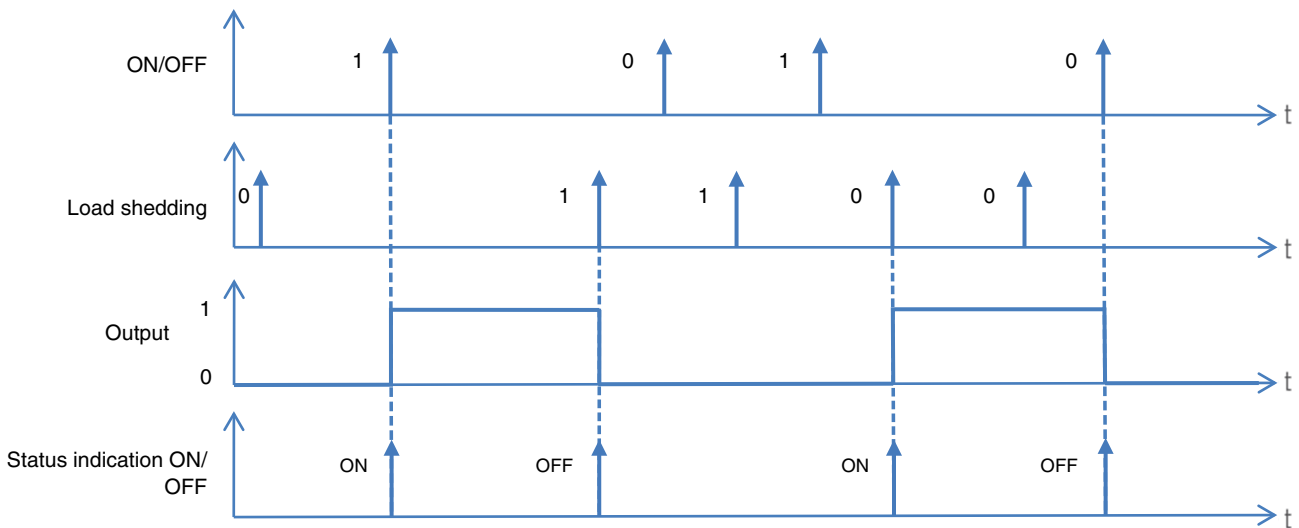 ON/OFF
1
0
1
0
t
Load shedding
0
1
1
0
0
t
Output
1
0
t
Status indication ON/
OFF
ON
OFF
ON
OFF
t